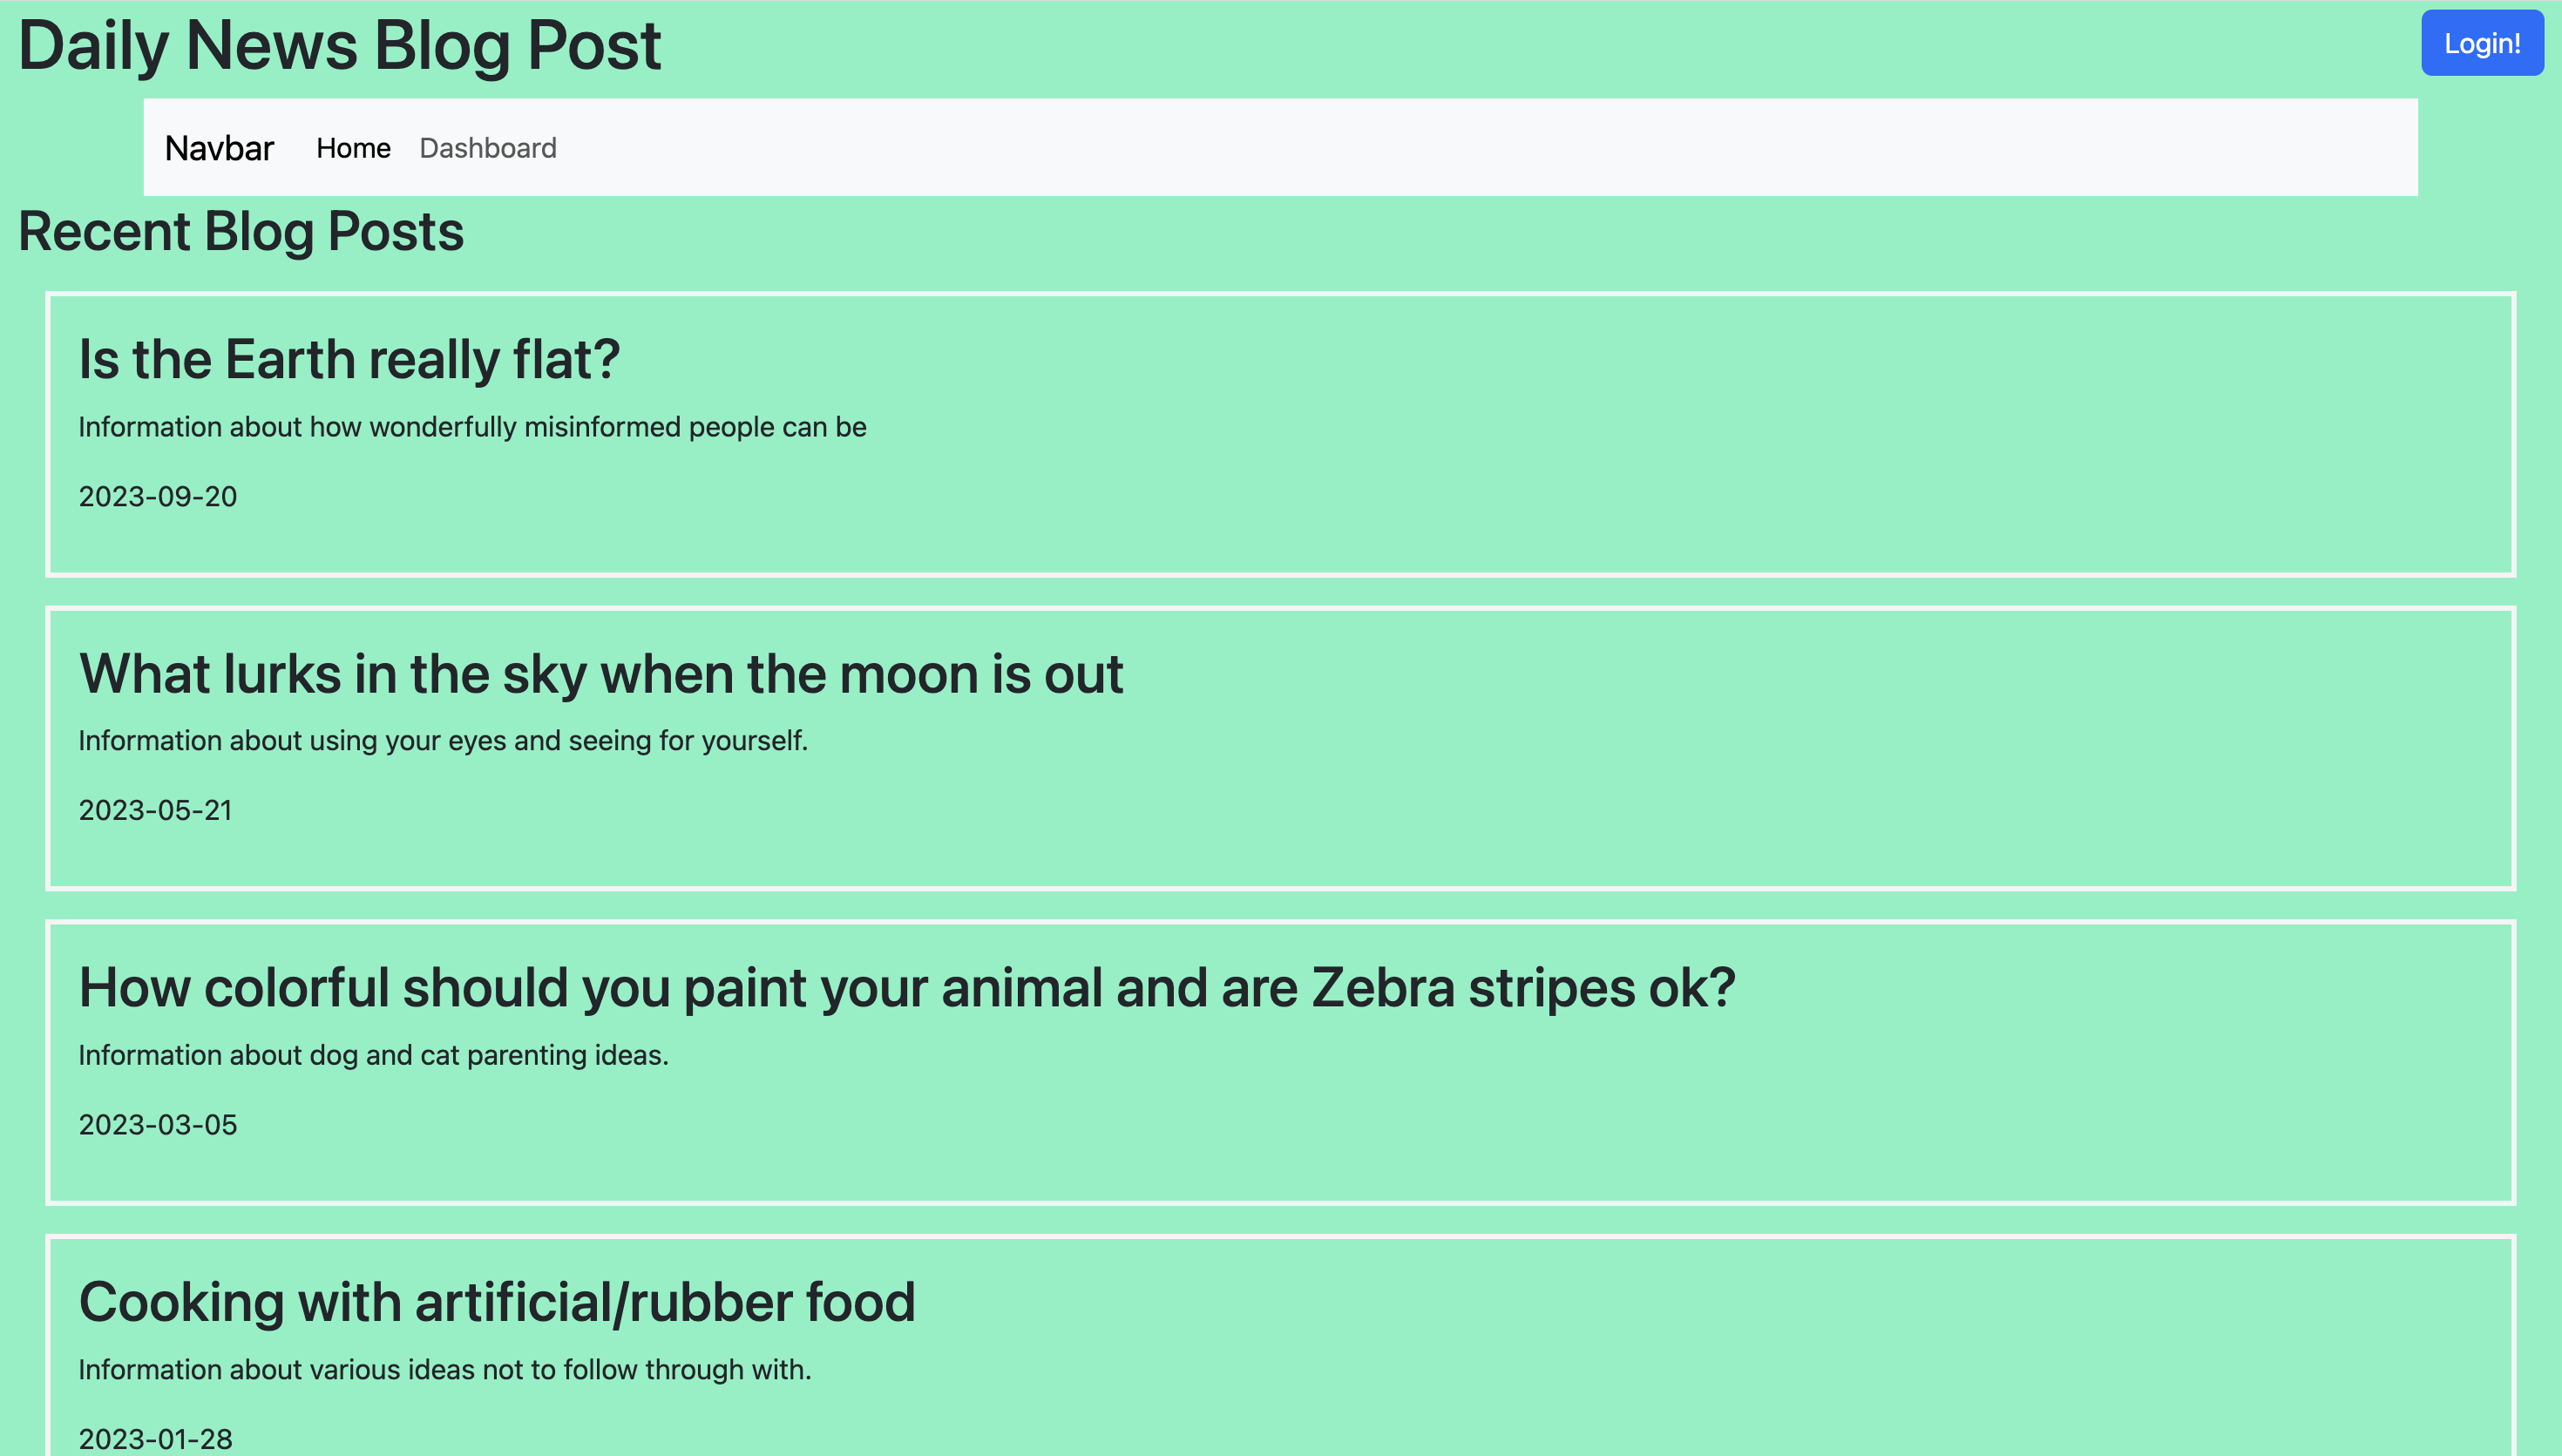 Daily News Blog Post
Login!
Navbar Home Dashboard
Recent Blog Posts
Is the Earth really flat?
Information about how wonderfully misinformed people can be
2023-09-20
What lurks in the sky when the moon is out
Information about using your eyes and seeing for yourself.
2023-05-21
How colorful should you paint your animal and are Zebra stripes ok?
Information about dog and cat parenting ideas.
2023-03-05
Cooking with artificial/rubber food
Information about various ideas not to follow through with.
2023-01-28